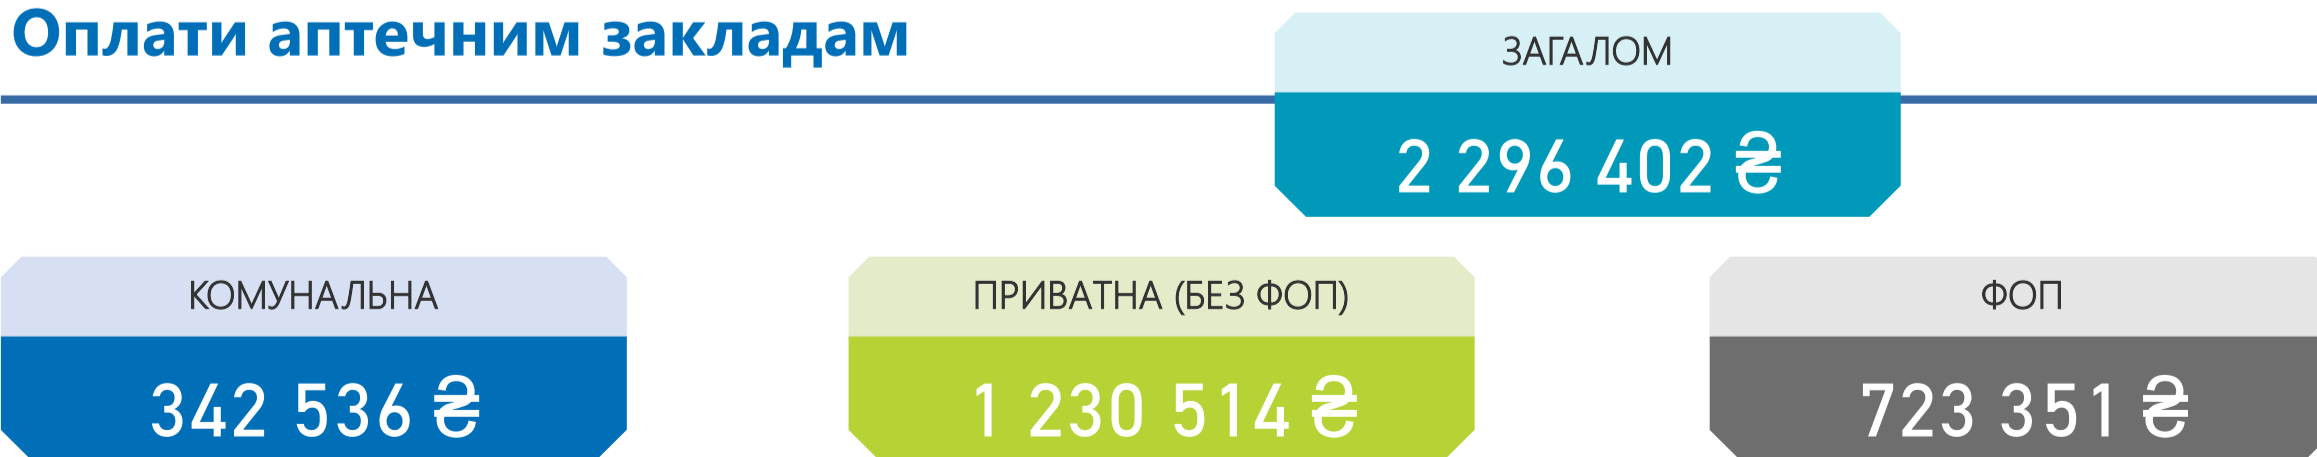 Оплати аптечним закладам
ЗАГАЛОМ
2 296 402 ₴
КОМУНАЛЬНА
342 536 ₴
ПРИВАТНА (БЕЗ ФОП)
1 230 514 ₴
ФОП
723 351 ₴